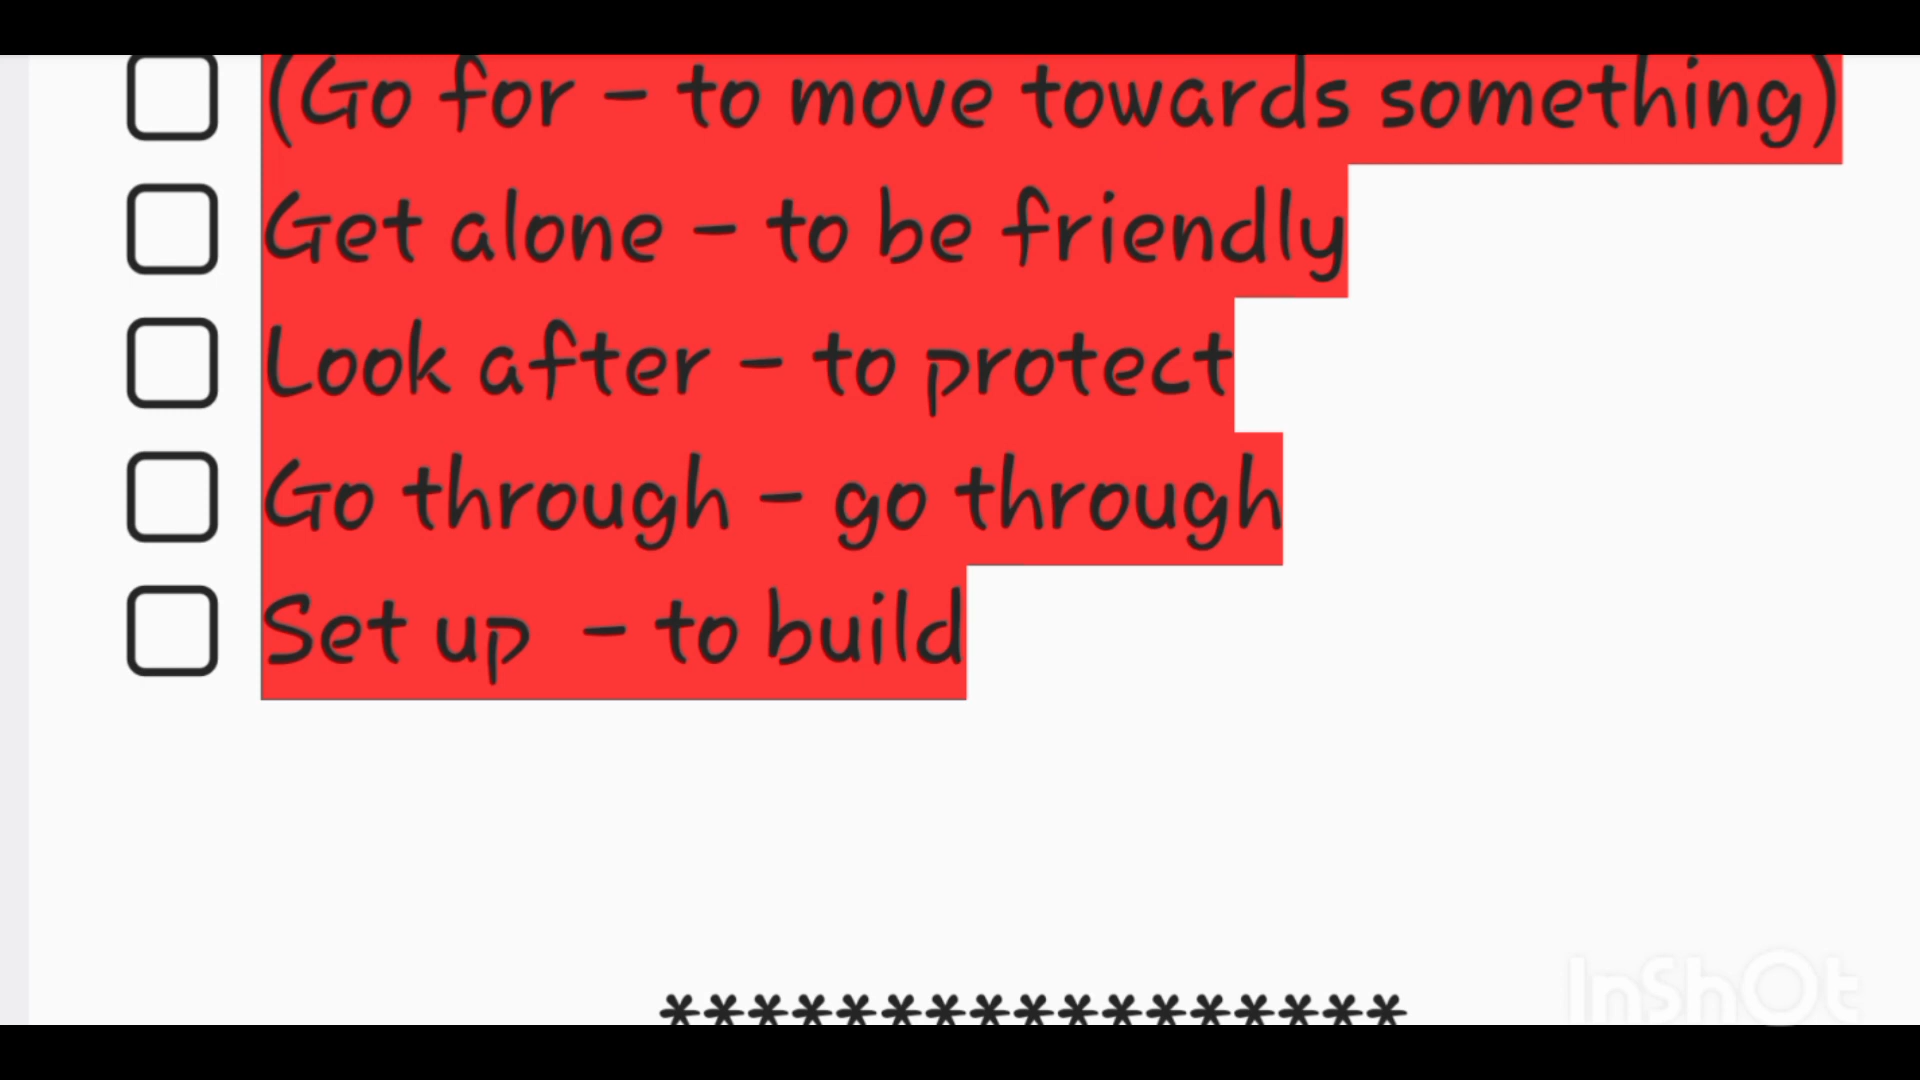 (Go for - to move towards something)
Get alone - to be friendly
Look after - to protect
Go through - go through
Set up - to build
*****************
InShOt